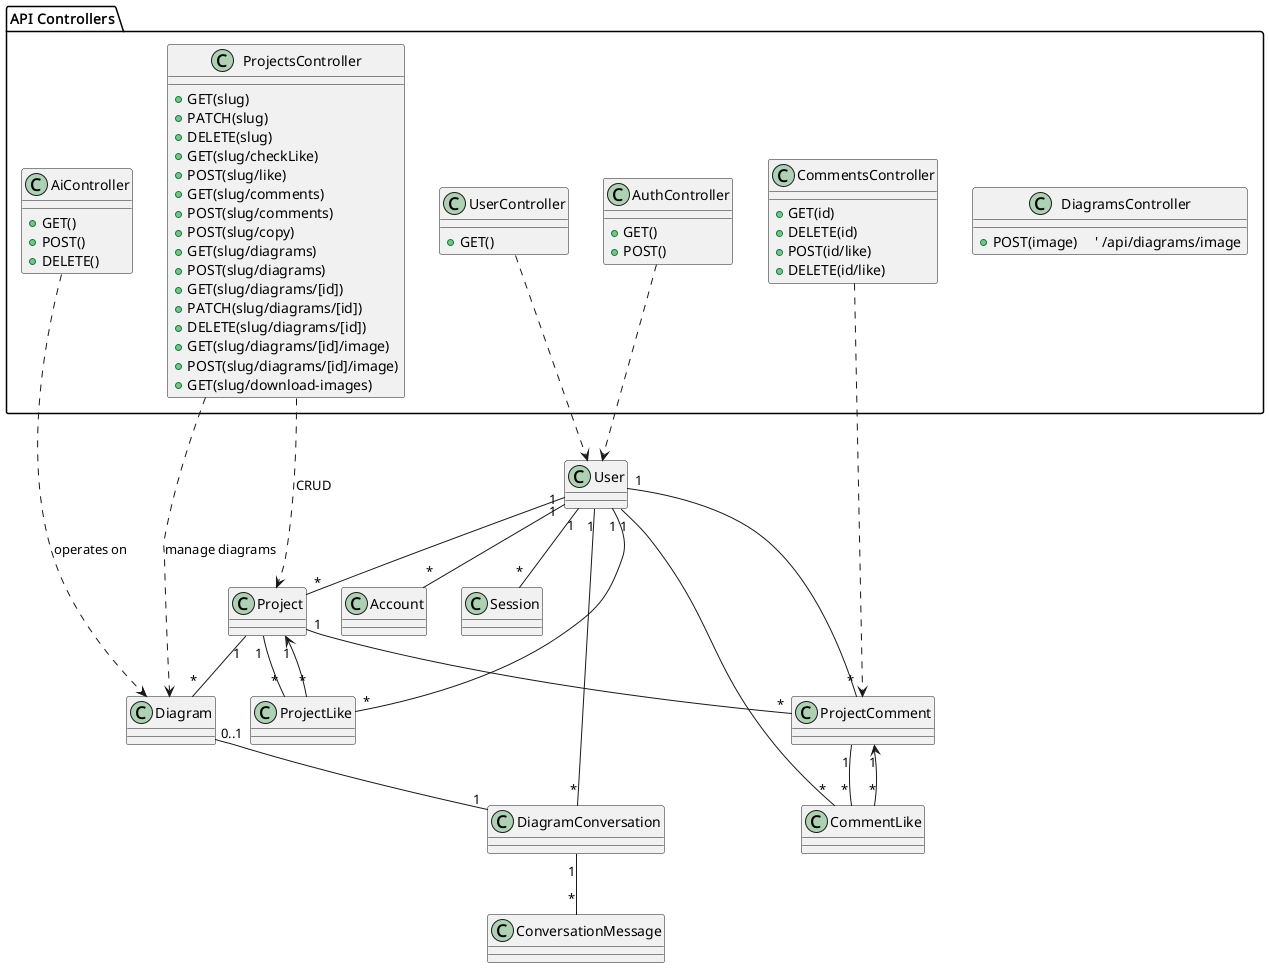 API Controllers
ProjectsController
GET(slug)
PATCH(slug)
DELETE(slug)
GET(slug/checkLike)
POST(slug/like)
GET(slug/comments)
POST(slug/comments)
POST(slug/copy)
GET(slug/diagrams)
POST(slug/diagrams)
GET(slug/diagrams/[id])
PATCH(slug/diagrams/[id])
DELETE(slug/diagrams/[id])
GET(slug/diagrams/[id]/image)
POST(slug/diagrams/[id]/image)
GET(slug/download-images)
C AiController
GET()
POST()
DELETE()
C UserController
GET()
C AuthController
GET()
POST()
C CommentsController
GET(id)
DELETE(id)
POST(id/like)
DELETE(id/like)
C DiagramsController
POST(image) ' /api/diagrams/image
C User
CRUD
operates on
manage diagrams
1
1
1
1
1
1
1
*
*
*
C Project
C Account
C Session
1
1
1
1
*
*
*
*
*
*
C Diagram
C ProjectLike
C ProjectComment
0..1
1
1
1
*
*
*
*
C DiagramConversation
C CommentLike
1
*
C ConversationMessage